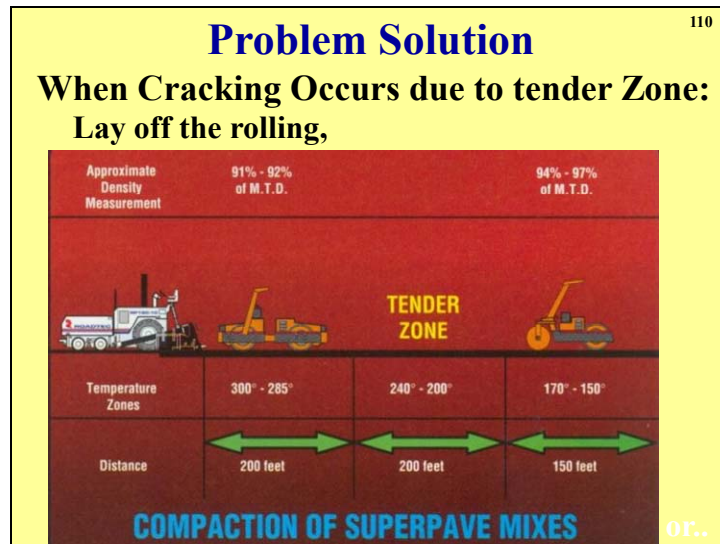 110
Problem Solution
When Cracking Occurs due to tender Zone:
Lay off the rolling,
Approximate
Density
Measurement
91% - 92%
of M.T.D.
94% - 97%
of M.T.D.
ROADTEC
TENDER
ZONE
Temperature
Zones
300° - 285°
240° - 200°
170° - 150°
Distance
200 feet
200 feet
150 feet
COMPACTION OF SUPERPAVE MIXES
or..